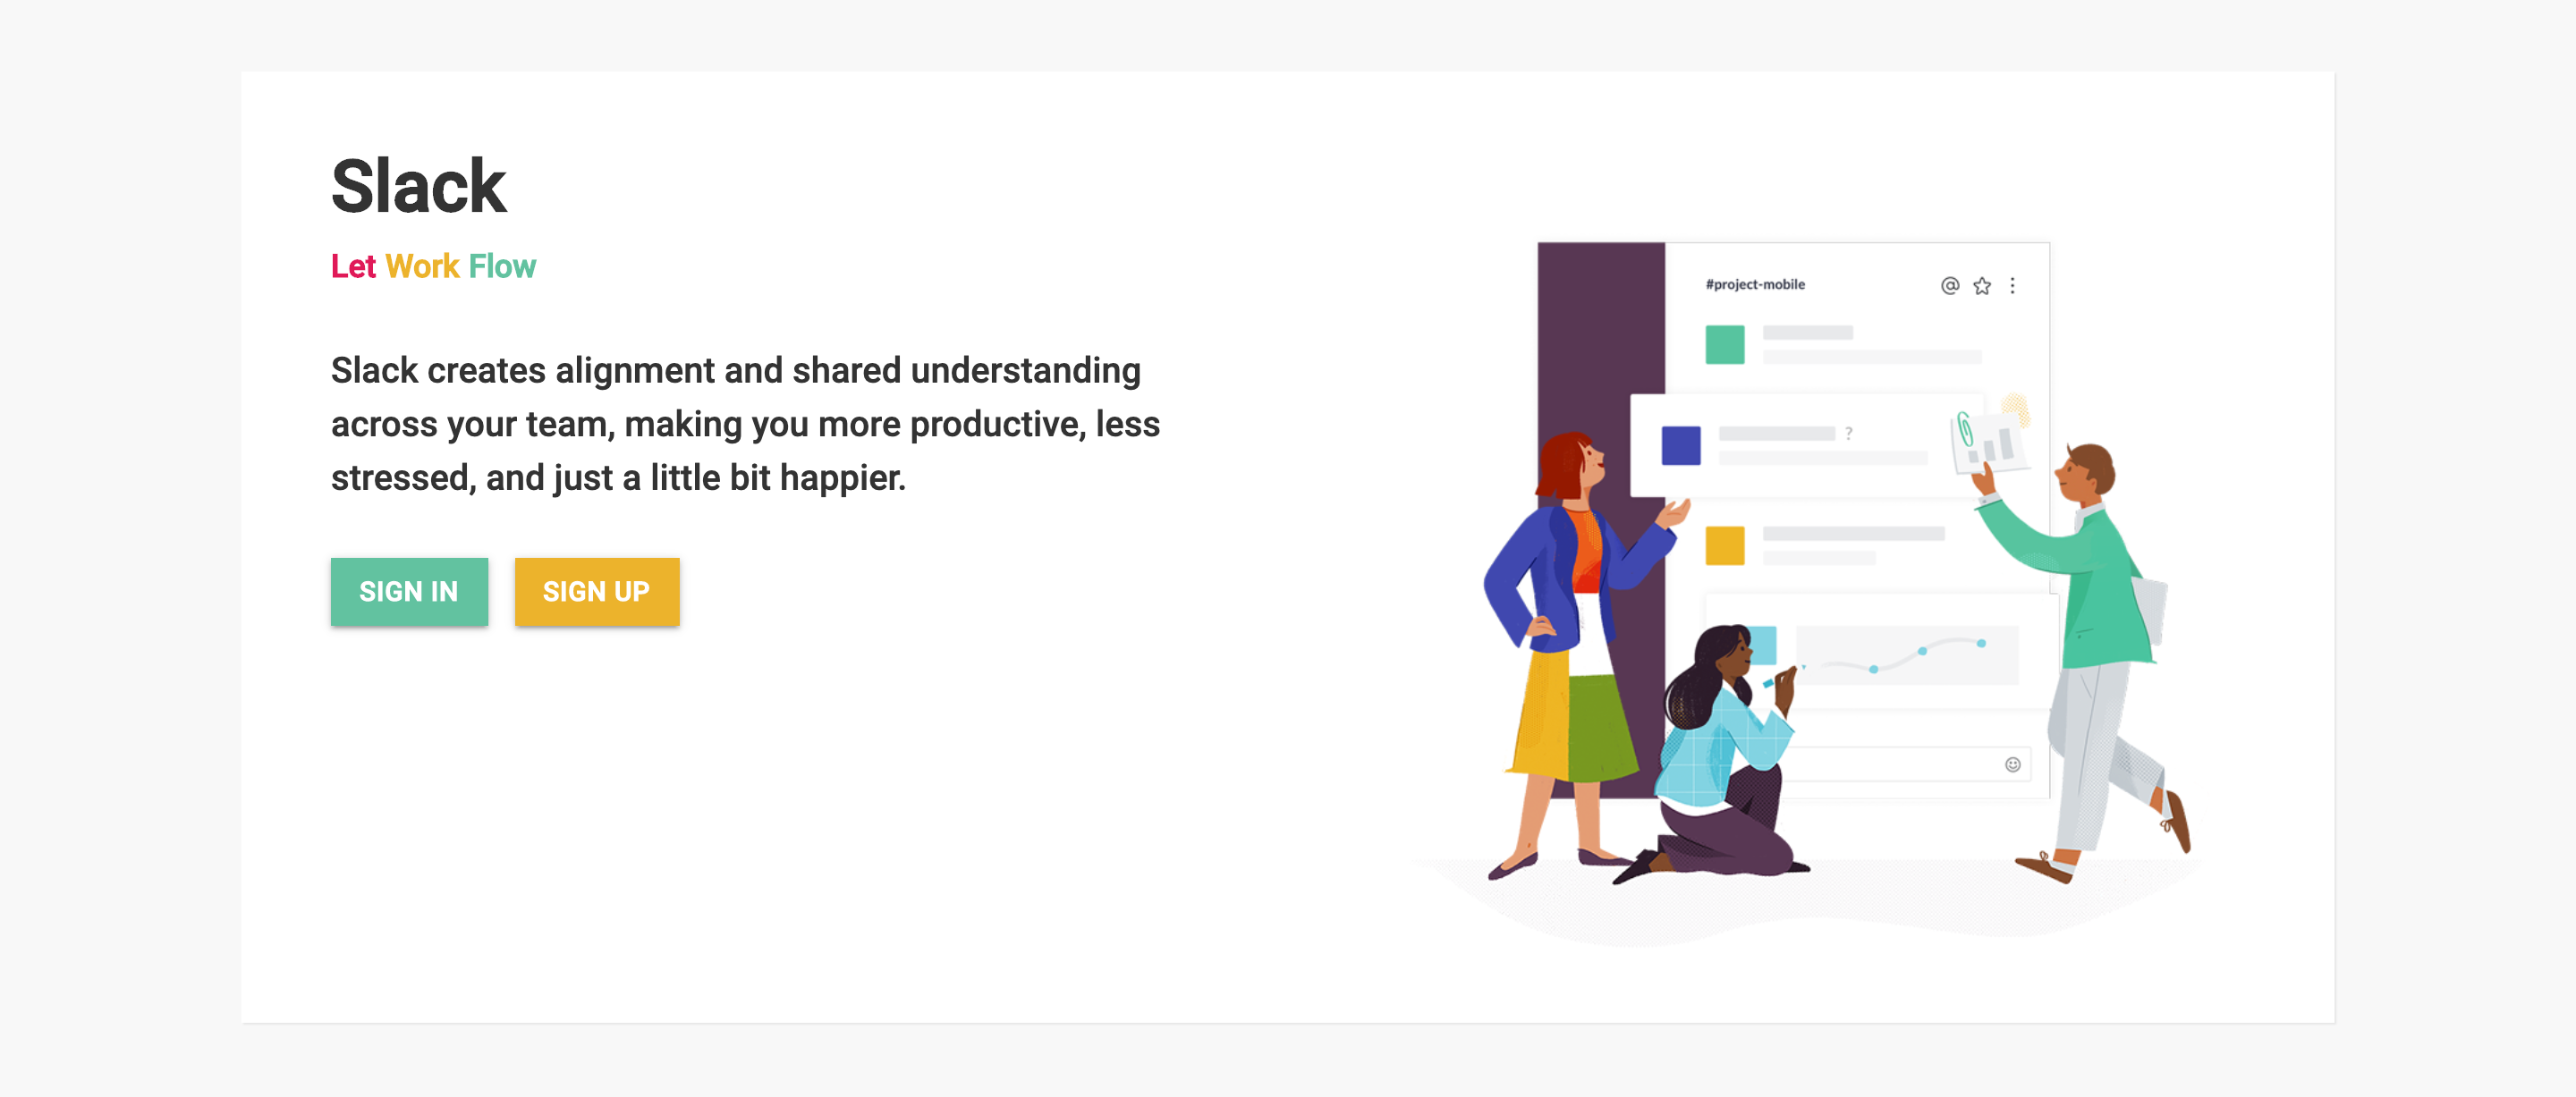 Slack
Let Work Flow
Slack creates alignment and shared understanding
across your team, making you more productive, less
stressed, and just a little bit happier.
SIGN IN
SIGN UP
#project-mobile
@
?